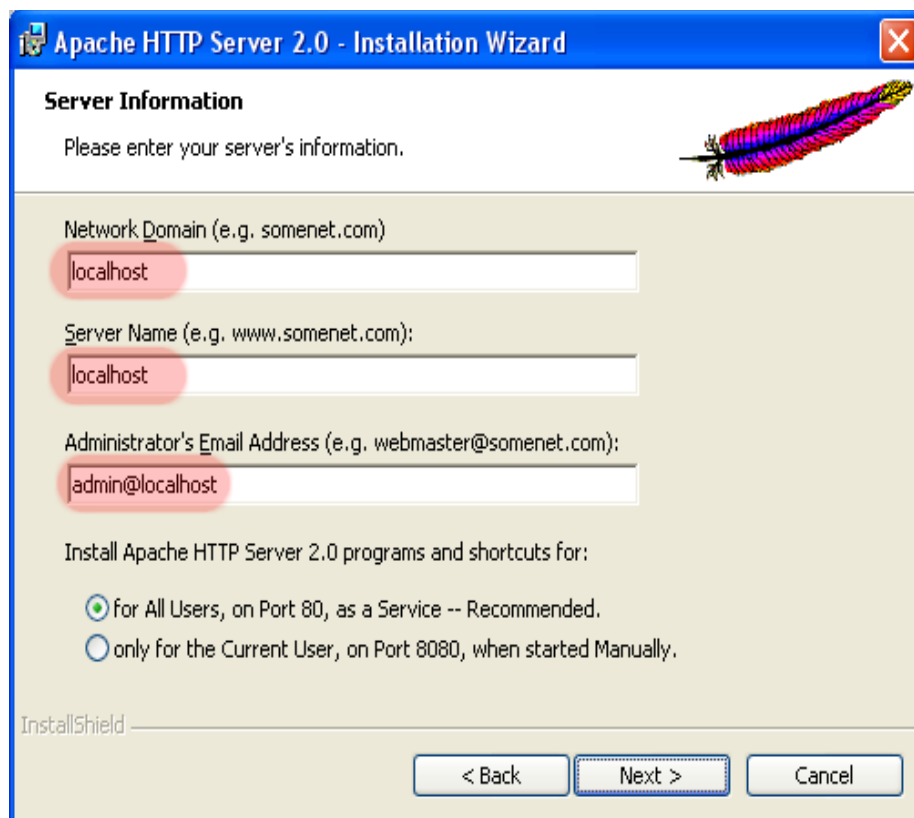 Apache HTTP Server 2.0 - Installation Wizard
Server Information
Please enter your server's information.
Network Domain (e.g. somenet.com)
localhost
Server Name (e.g. www.somenet.com):
localhost
Administrator's Email Address (e.g. webmaster@somenet.com):
admin@localhost
Install Apache HTTP Server 2.0 programs and shortcuts for:
for All Users, on Port 80, as a Service -- Recommended.
only for the Current User, on Port 8080, when started Manually.
InstallShield
< Back Next > Cancel